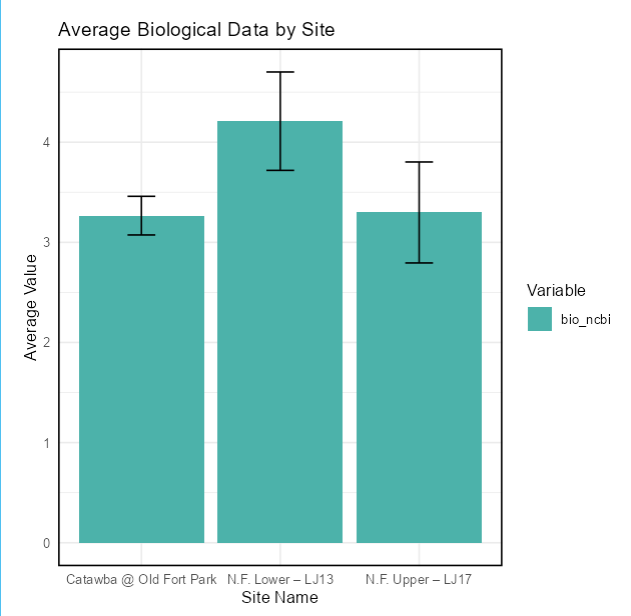 Average Biological Data by Site
4
3
2
1
0
Average Value
Catawba @ Old Fort Park N.F. Lower – LJ13 N.F. Upper – LJ17
Site Name
Variable
bio_ncbi